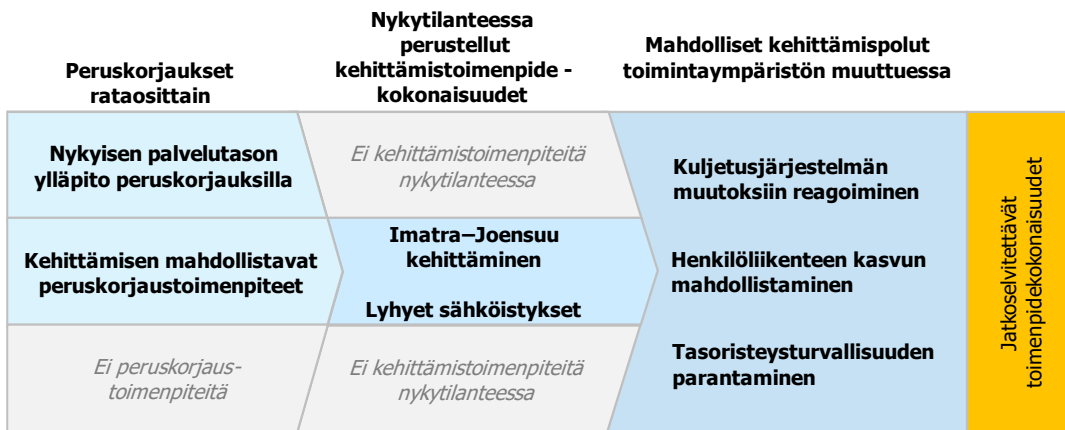 Peruskorjaukset
rataosittain
Nykytilanteessa
perustellut
kehittämistoimenpide -
kokonaisuudet
Mahdolliset kehittämispolut
toimintaympäristön muuttuessa
Nykyisen palvelutason
ylläpito peruskorjauksilla
Ei kehittämistoimenpiteitä
nykytilanteessa
Kehittämisen mahdollistavat
peruskorjaustoimenpiteet
Imatra–Joensuu
kehittäminen
Lyhyet sähköistykset
Ei peruskorjaus-
toimenpiteitä
Ei kehittämistoimenpiteitä
nykytilanteessa
Kuljetusjärjestelmän
muutoksiin reagoiminen
Henkilöliikenteen kasvun
mahdollistaminen
Tasoristeysturvallisuuden
parantaminen
Jatkoselvitettävät
toimenpidekokonaisuudet